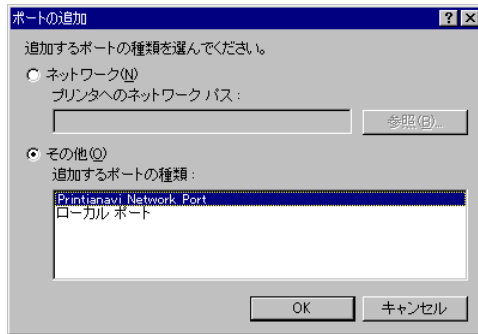 ポートの追加
追加するポートの種類を選んでください。
ネットワーク(N)
プリンタへのネットワーク パス :
参照(B)...
その他(O)
追加するポートの種類 :
Printianavi Network Port
ローカル ポート
OK キャンセル